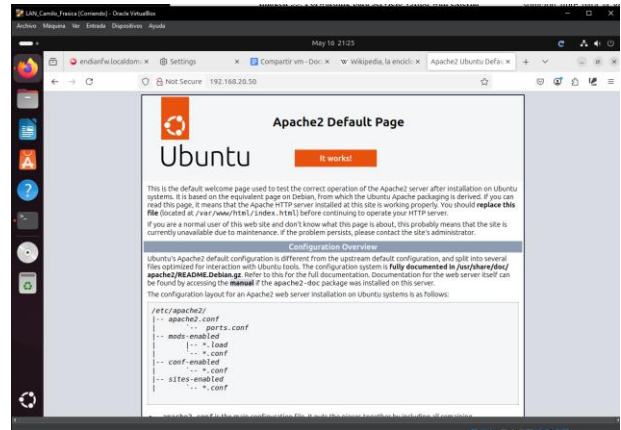 LAN_Camilo_Frasica [Corriendo] - Oracle VirtualBox
Archivo Máquina Ver Entrada Dispositivos Ayuda
May 16 21:25
endianfw.localdom: Settings Compartir vm - Doc: Wikipedia, la enciclo: Apache2 Ubuntu Defau
Not Secure 192.168.20.50
Apache2 Default Page
Ubuntu
It works!
This is the default welcome page used to test the correct operation of the Apache2 server after installation on Ubuntu
systems. It is based on the equivalent page on Debian, from which the Ubuntu Apache packaging is derived. If you can
read this page, it means that the Apache HTTP server installed at this site is working properly. You should replace this
file (located at /var/www/html/index.html) before continuing to operate your HTTP server.
If you are a normal user of this web site and don't know what this page is about, this probably means that the site is
currently unavailable due to maintenance. If the problem persists, please contact the site's administrator.
Configuration Overview
Ubuntu's Apache2 default configuration is different from the upstream default configuration, and split into several
files optimized for interaction with Ubuntu tools. The configuration system is fully documented in /usr/share/doc/
apache2/README.Debian.gz. Refer to this for the full documentation. Documentation for the web server itself can
be found by accessing the manual if the apache2-doc package was installed on this server.
The configuration layout for an Apache2 web server installation on Ubuntu systems is as follows:
/etc/apache2/
|-- apache2.conf
| `-- ports.conf
|-- mods-enabled
| |-- *.load
| `-- *.conf
|-- conf-enabled
| `-- *.conf
|-- sites-enabled
| `-- *.conf